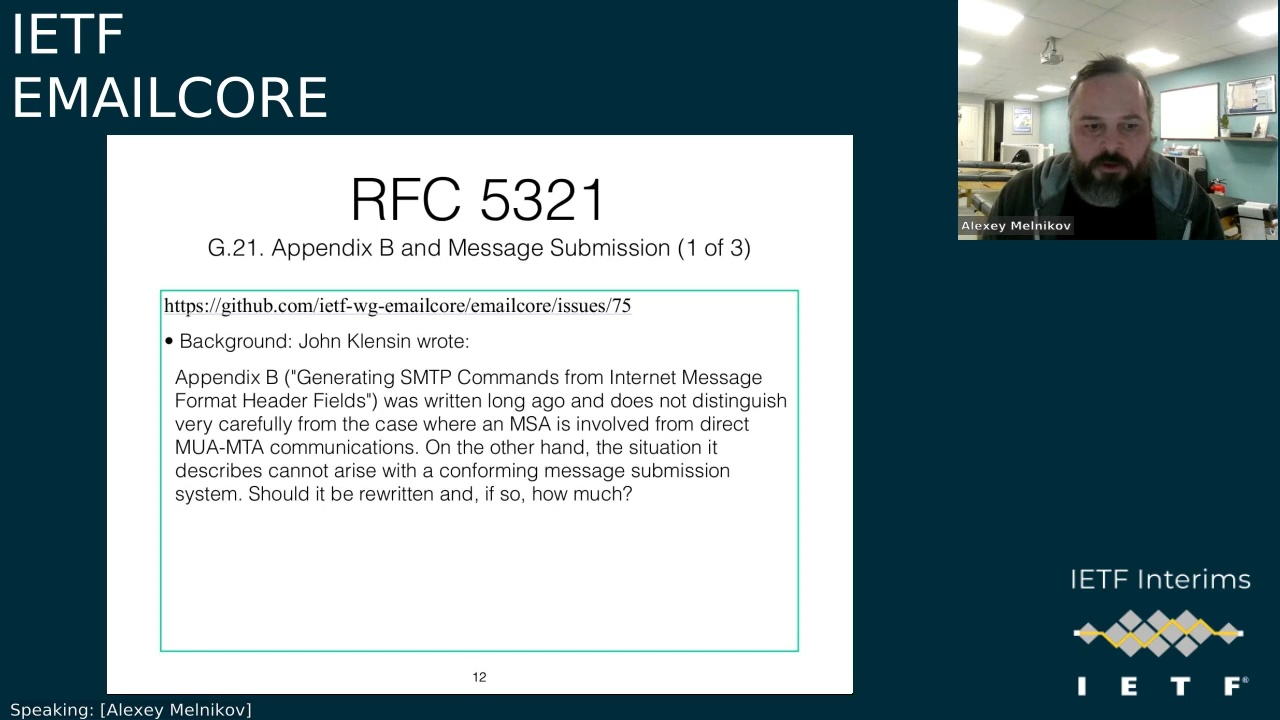 IETF
EMAILCORE
Alexey Melnikov
RFC 5321
G.21. Appendix B and Message Submission (1 of 3)
https://github.com/ietf-wg-emailcore/emailcore/issues/75
• Background: John Klensin wrote:
Appendix B ("Generating SMTP Commands from Internet Message
Format Header Fields") was written long ago and does not distinguish
very carefully from the case where an MSA is involved from direct
MUA-MTA communications. On the other hand, the situation it
describes cannot arise with a conforming message submission
system. Should it be rewritten and, if so, how much?
12
IETF Interims
I E T F®
Speaking: [Alexey Melnikov]